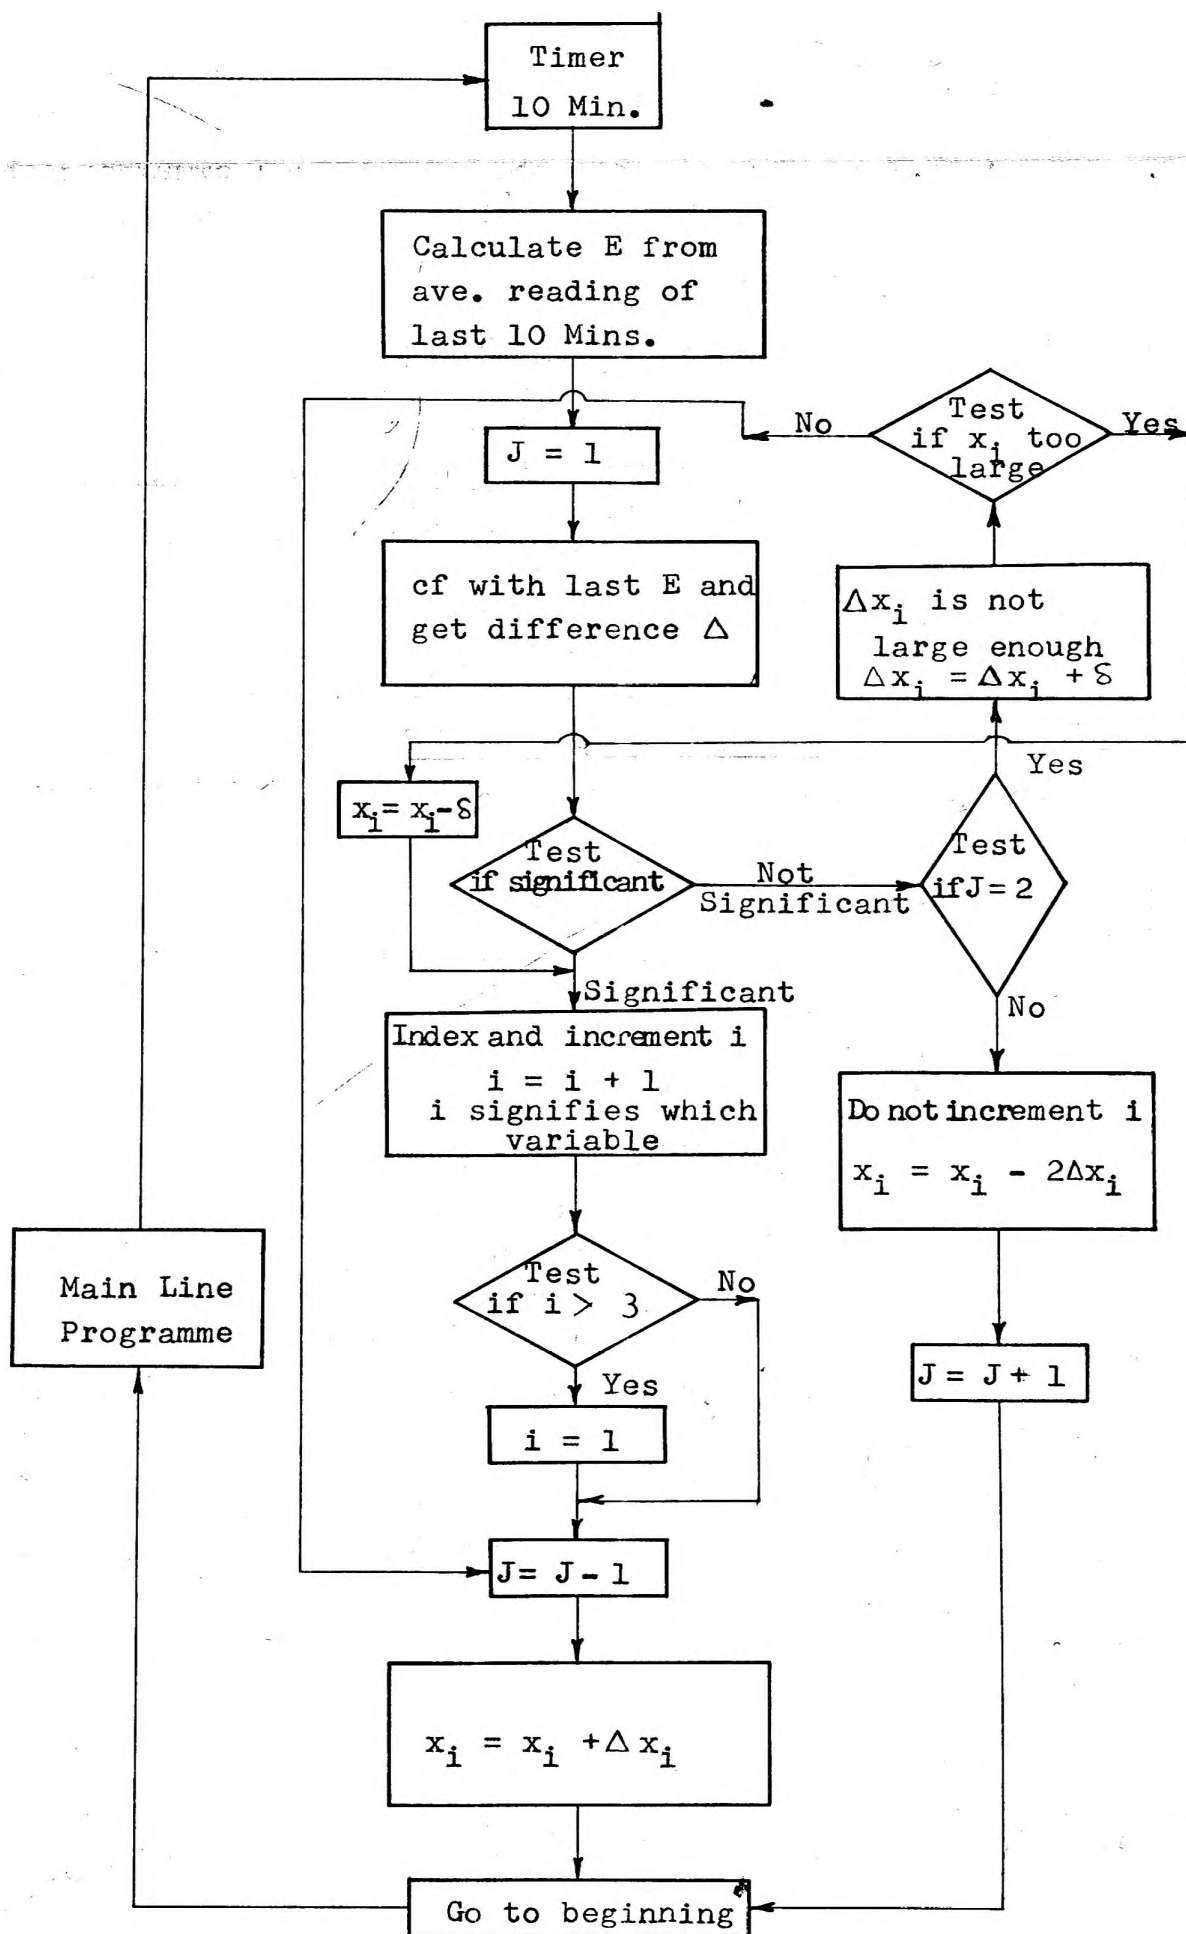 Timer
10 Min.
Calculate E from
ave. reading of
last 10 Mins.
J = 1
cf with last E and
get difference Δ
Test
if xi too
large
No
Yes
Δxi is not
large enough
Δxi = Δxi + δ
Yes
xi = xi - δ
Test
if significant
Not
Significant
Test
if J = 2
Significant
No
Index and increment i
i = i + 1
i signifies which
variable
Do not increment i
xi = xi - 2Δxi
Test
if i > 3
No
Yes
Main Line
Programme
J = J + 1
i = 1
J = J - 1
xi = xi + Δxi
Go to beginning